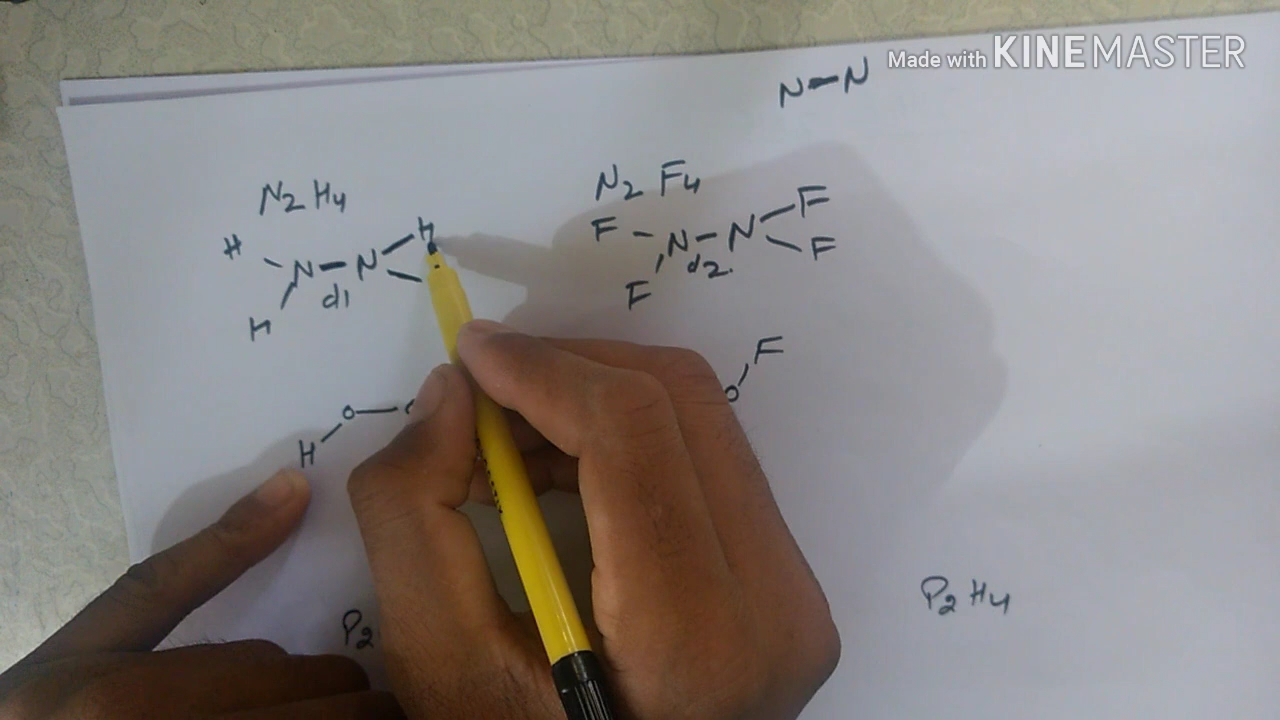 Made with KINEMASTER
N-N
N2 H4
N2 F4
H N-N H
H
d1
F-N-N F
F F
d2.
F
H O
O
P2
P2 H4